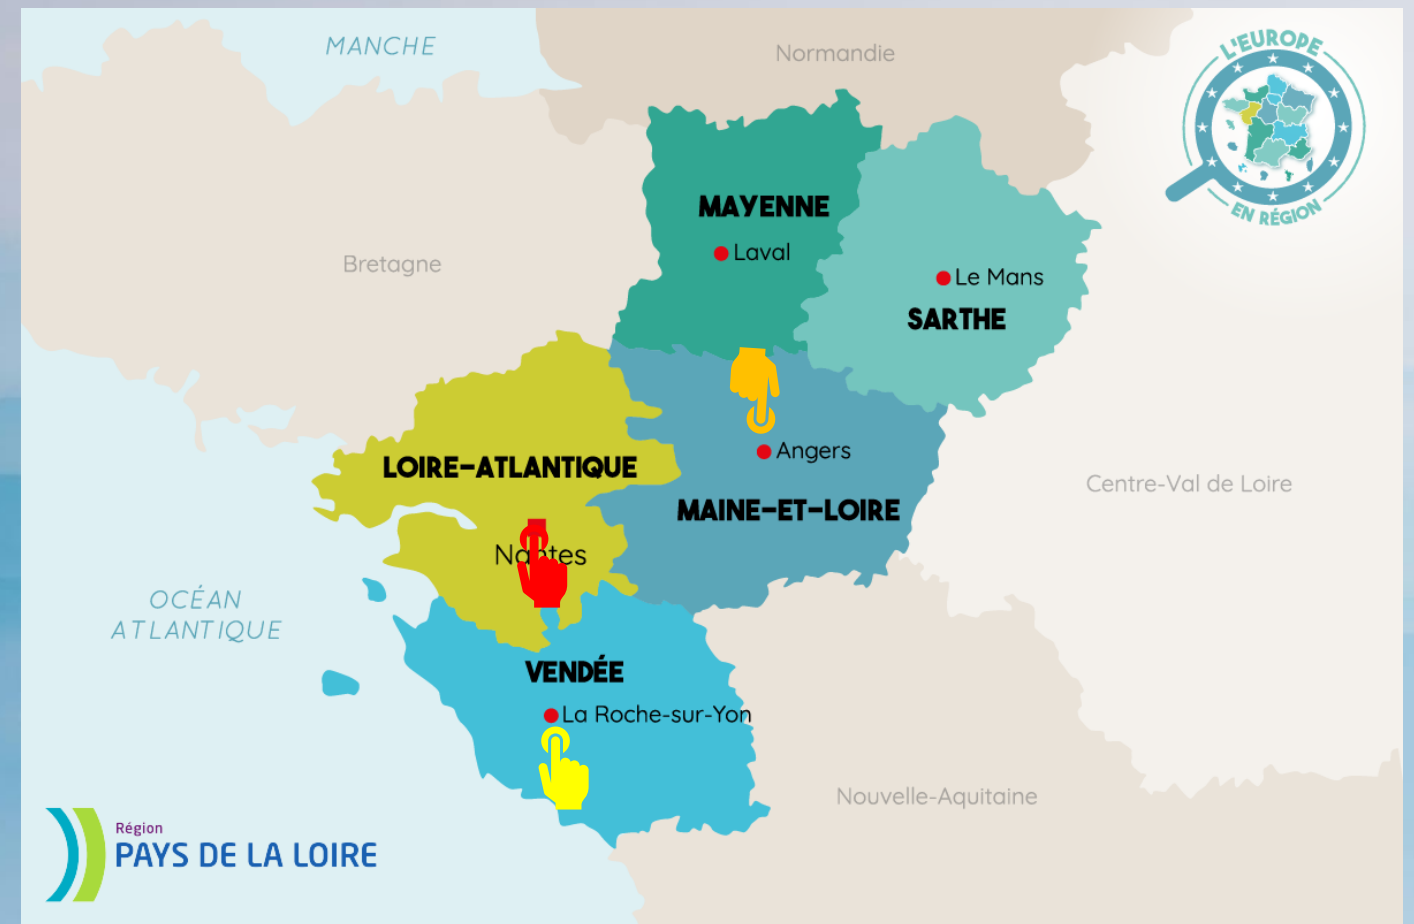 MANCHE
Normandie
L'EUROPE
EN RÉGION
MAYENNE
Laval
Bretagne
Le Mans
SARTHE
Angers
LOIRE-ATLANTIQUE
Centre-Val de Loire
MAINE-ET-LOIRE
Nantes
OCÉAN
ATLANTIQUE
VENDÉE
La Roche-sur-Yon
Nouvelle-Aquitaine
Région
PAYS DE LA LOIRE